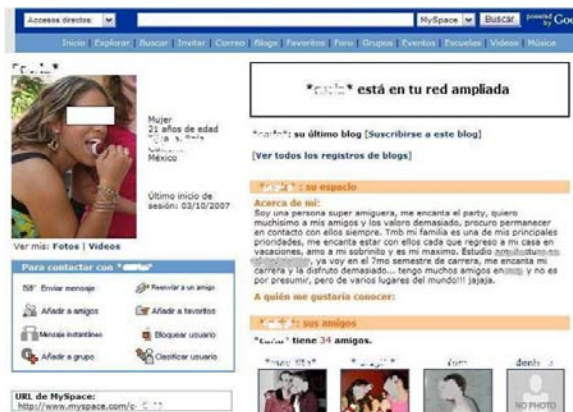 Accesos directos:
MySpace
Buscar
powered by Goo
Inicio | Explorar | Buscar | Invitar | Correo | Blogs | Favoritos | Foro | Grupos | Eventos | Escuelas | Videos | Música
Mujer
21 años de edad
México
Último inicio de
sesión: 03/10/2007
Ver mis: Fotos | Videos
Para contactar con
Enviar mensaje
Reenviar a un amigo
Añadir a amigos
Añadir a favoritos
Mensaje instantáneo
Bloquear usuario
Añadir a grupo
Clasificar usuario
URL de MySpace:
http://www.myspace.com/c
está en tu red ampliada
: su último blog [Suscribirse a este blog]
[Ver todos los registros de blogs]
: su espacio
Acerca de mí:
Soy una persona super amiguera, me encanta el party, quiero
muchisimo a mis amigos y los valoro demasiado, procuro permanecer
en contacto con ellos siempre. Tmb mi familia es una de mis principales
prioridades, me encanta estar con ellos cada que regreso a mi casa en
vacaciones, amo a mi sobrinito y es mi maximo. Estudio
, ya voy en el 7mo semestre de carrera, me encanta mi
carrera y la disfruto demasiado... tengo muchos amigos en y no es
por presumir, pero de varios lugares del mundo!!! jajaja.
A quién me gustaría conocer:
: sus amigos
tiene 34 amigos.
NO PHOTO